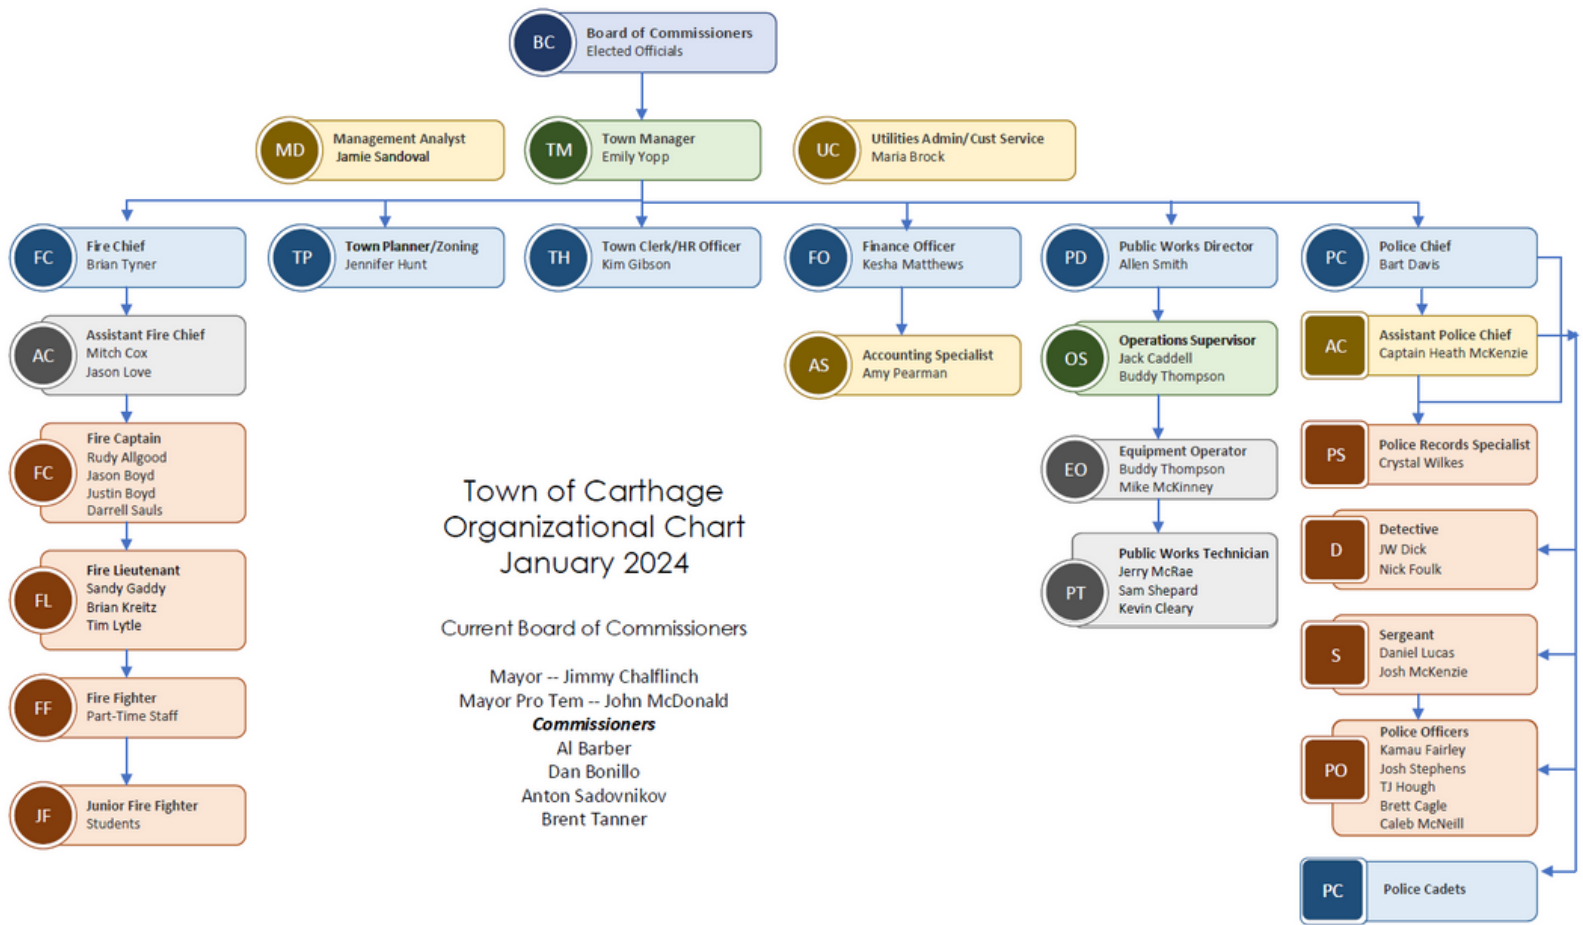 BC
Board of Commissioners
Elected Officials
MD
Management Analyst
Jamie Sandoval
TM
Town Manager
Emily Yopp
UC
Utilities Admin/Cust Service
Maria Brock
FC
Fire Chief
Brian Tyner
TP
Town Planner/Zoning
Jennifer Hunt
TH
Town Clerk/HR Officer
Kim Gibson
FO
Finance Officer
Kesha Matthews
PD
Public Works Director
Allen Smith
PC
Police Chief
Bart Davis
AC
Assistant Fire Chief
Mitch Cox
Jason Love
AS
Accounting Specialist
Amy Pearman
OS
Operations Supervisor
Jack Caddell
Buddy Thompson
AC
Assistant Police Chief
Captain Heath McKenzie
FC
Fire Captain
Rudy Allgood
Jason Boyd
Justin Boyd
Darrell Sauls
EO
Equipment Operator
Buddy Thompson
Mike McKinney
PS
Police Records Specialist
Crystal Wilkes
FL
Fire Lieutenant
Sandy Gaddy
Brian Kreitz
Tim Lytle
PT
Public Works Technician
Jerry McRae
Sam Shepard
Kevin Cleary
D
Detective
JW Dick
Nick Foulk
S
Sergeant
Daniel Lucas
Josh McKenzie
FF
Fire Fighter
Part-Time Staff
PO
Police Officers
Kamau Fairley
Josh Stephens
TJ Hough
Brett Cagle
Caleb McNeill
JF
Junior Fire Fighter
Students
PC
Police Cadets
Town of Carthage
Organizational Chart
January 2024
Current Board of Commissioners
Mayor -- Jimmy Chalflinch
Mayor Pro Tem -- John McDonald
Commissioners
Al Barber
Dan Bonillo
Anton Sadovnikov
Brent Tanner